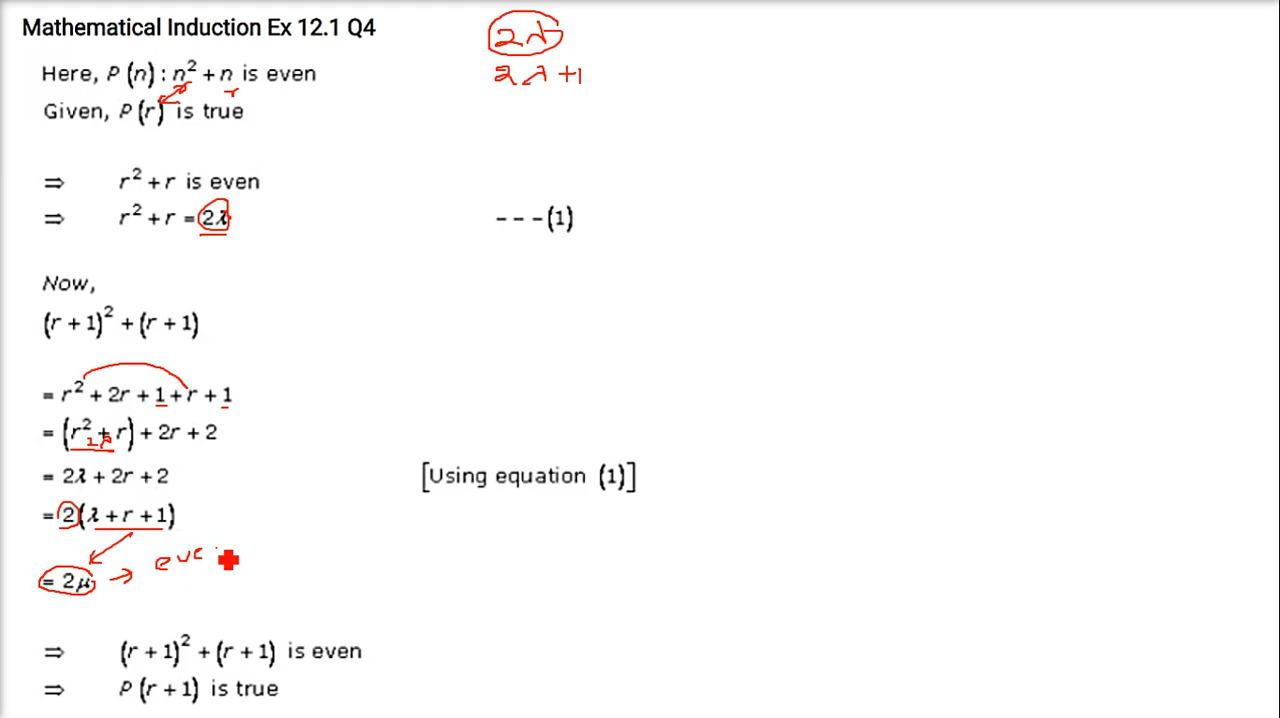 Mathematical Induction Ex 12.1 Q4
2λ
2λ+1
Here, P(n) : n² + n is even
r
Given, P(r) is true
⇒ r² + r is even
⇒ r² + r = 2λ ---(1)
Now,
(r + 1)² + (r + 1)
= r² + 2r + 1 + r + 1
= (r² + r) + 2r + 2
2λ
= 2λ + 2r + 2 [Using equation (1)]
= 2(λ + r + 1)
= 2μ → eve
⇒ (r + 1)² + (r + 1) is even
⇒ P(r + 1) is true